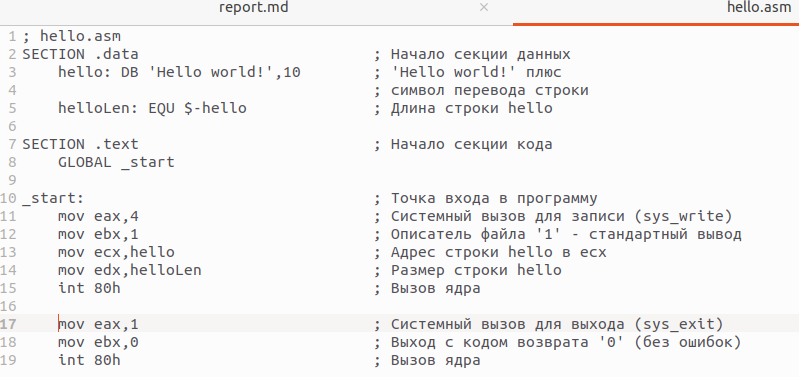 report.md × hello.asm
1 ; hello.asm
2 SECTION .data ; Начало секции данных
3 hello: DB 'Hello world!',10 ; 'Hello world!' плюс
4 ; символ перевода строки
5 helloLen: EQU $-hello ; Длина строки hello
6
7 SECTION .text ; Начало секции кода
8 GLOBAL _start
9
10 _start: ; Точка входа в программу
11 mov eax,4 ; Системный вызов для записи (sys_write)
12 mov ebx,1 ; Описатель файла '1' - стандартный вывод
13 mov ecx,hello ; Адрес строки hello в ecx
14 mov edx,helloLen ; Размер строки hello
15 int 80h ; Вызов ядра
16
17 mov eax,1 ; Системный вызов для выхода (sys_exit)
18 mov ebx,0 ; Выход с кодом возврата '0' (без ошибок)
19 int 80h ; Вызов ядра